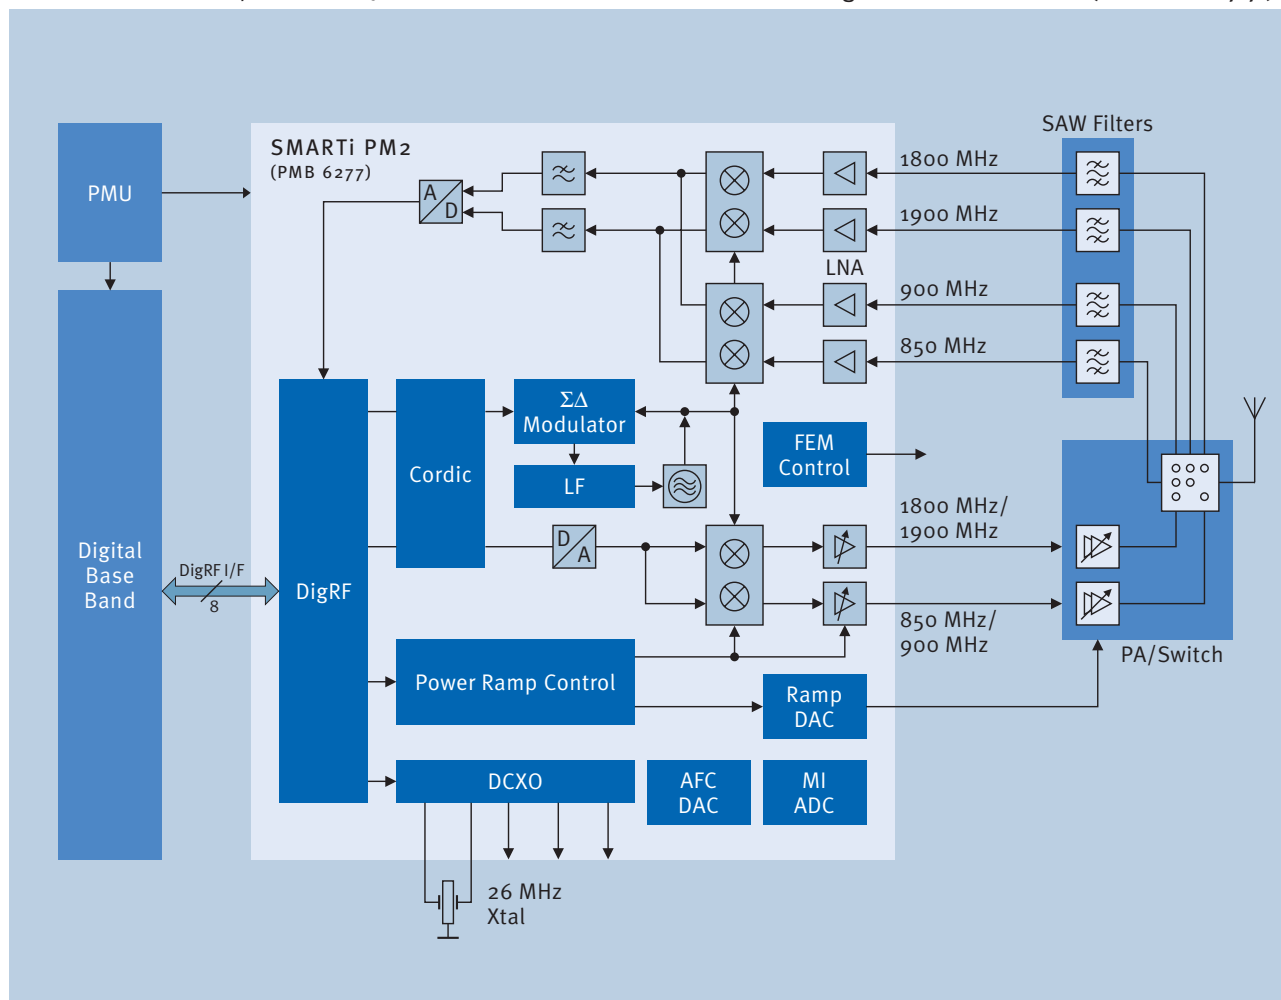 SAW Filters
SMARTi PM2
(PMB 6277)
1800 MHz
PMU
A
D
1900 MHz
LNA
900 MHz
850 MHz
ΣΔ
Modulator
FEM
Control
Cordic
LF
1800 MHz/
1900 MHz
D
A
Digital
Base
Band
DigRF I/F
8
DigRF
850 MHz/
900 MHz
PA/Switch
Power Ramp Control
Ramp
DAC
DCXO
AFC
DAC
MI
ADC
26 MHz
Xtal